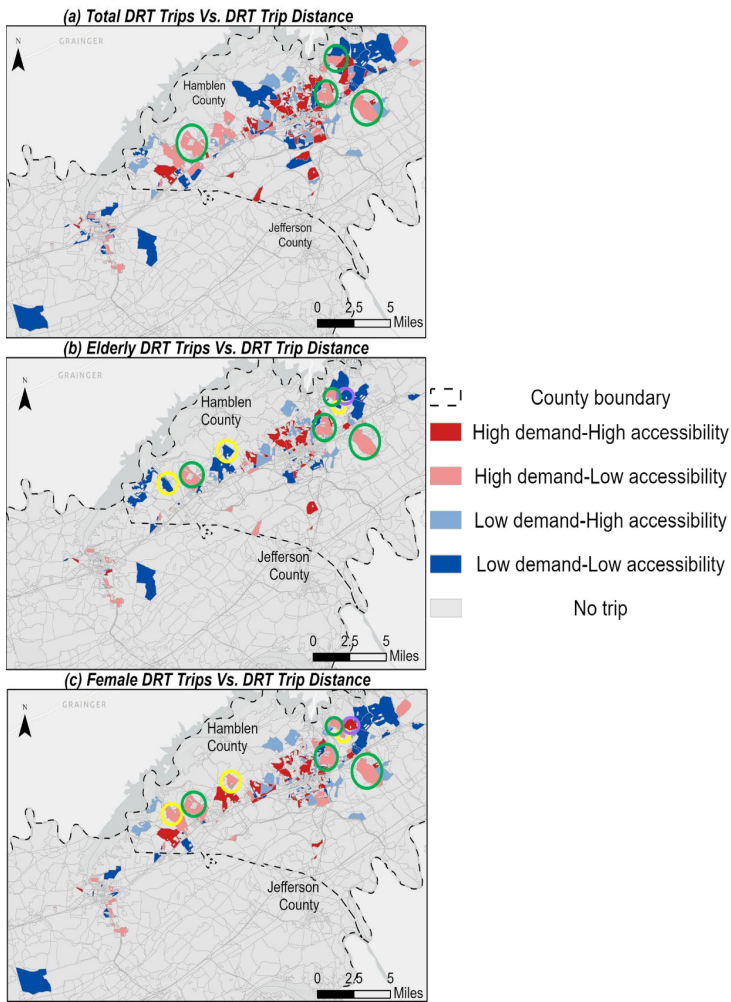 (a) Total DRT Trips Vs. DRT Trip Distance
GRAINGER
N
Hamblen
County
Jefferson
County
0 2.5 5
Miles
(b) Elderly DRT Trips Vs. DRT Trip Distance
GRAINGER
N
Hamblen
County
Jefferson
County
0 2.5 5
Miles
County boundary
High demand-High accessibility
High demand-Low accessibility
Low demand-High accessibility
Low demand-Low accessibility
No trip
(c) Female DRT Trips Vs. DRT Trip Distance
GRAINGER
N
Hamblen
County
Jefferson
County
0 2.5 5
Miles